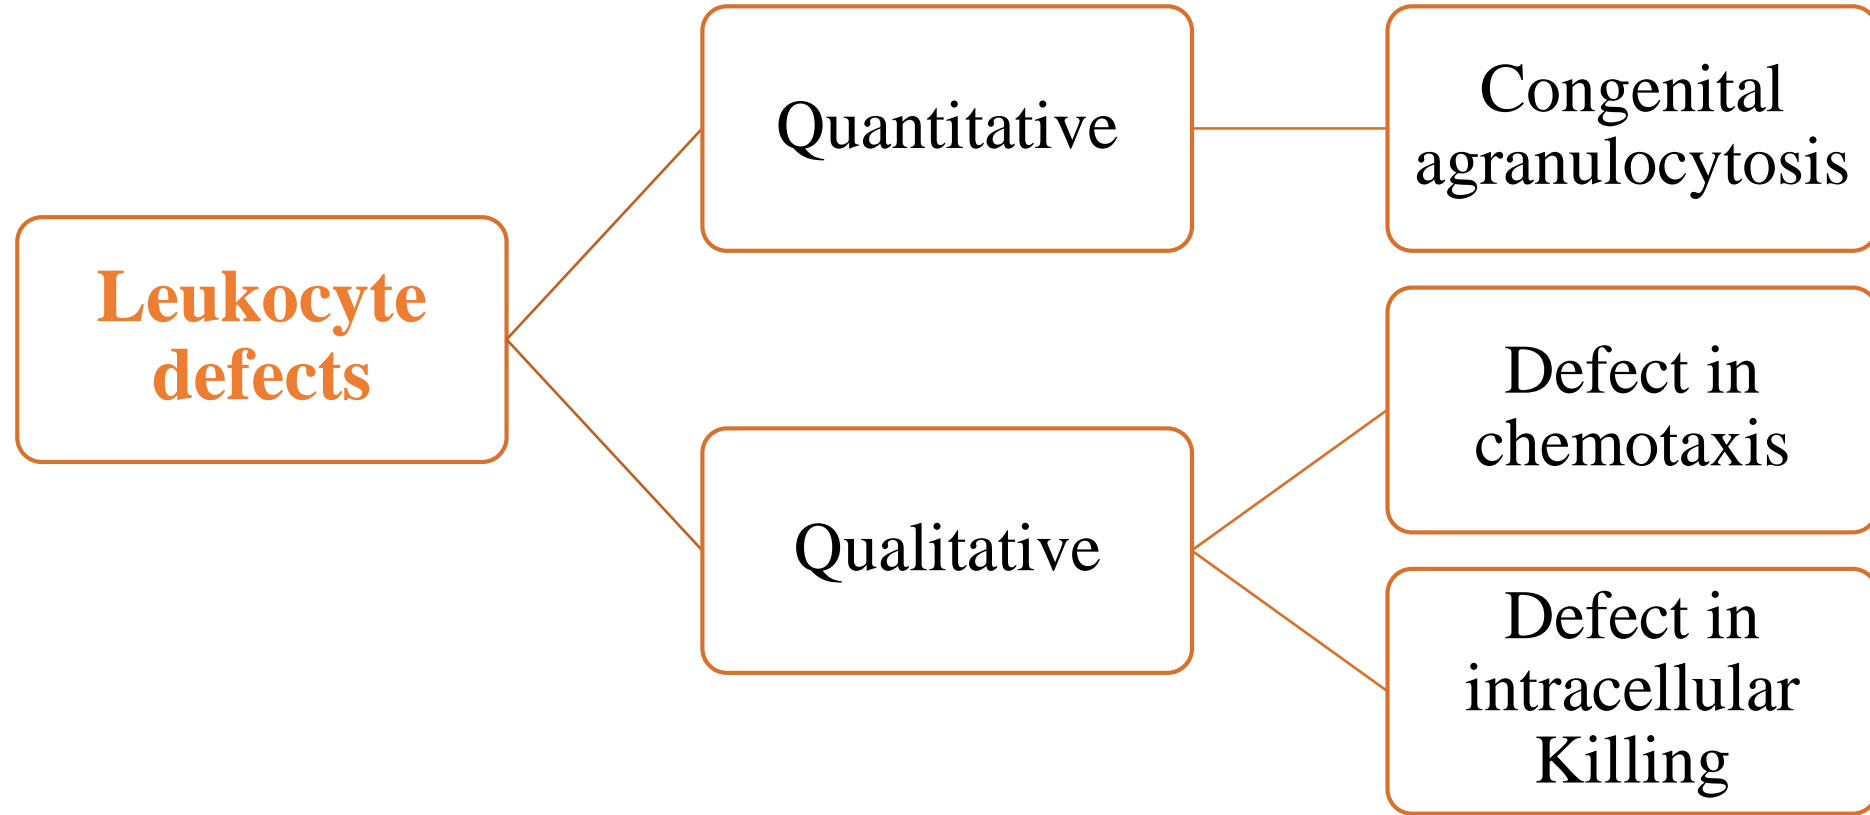 Leukocyte
defects
Quantitative
Congenital
agranulocytosis
Qualitative
Defect in
chemotaxis
Defect in
intracellular
Killing